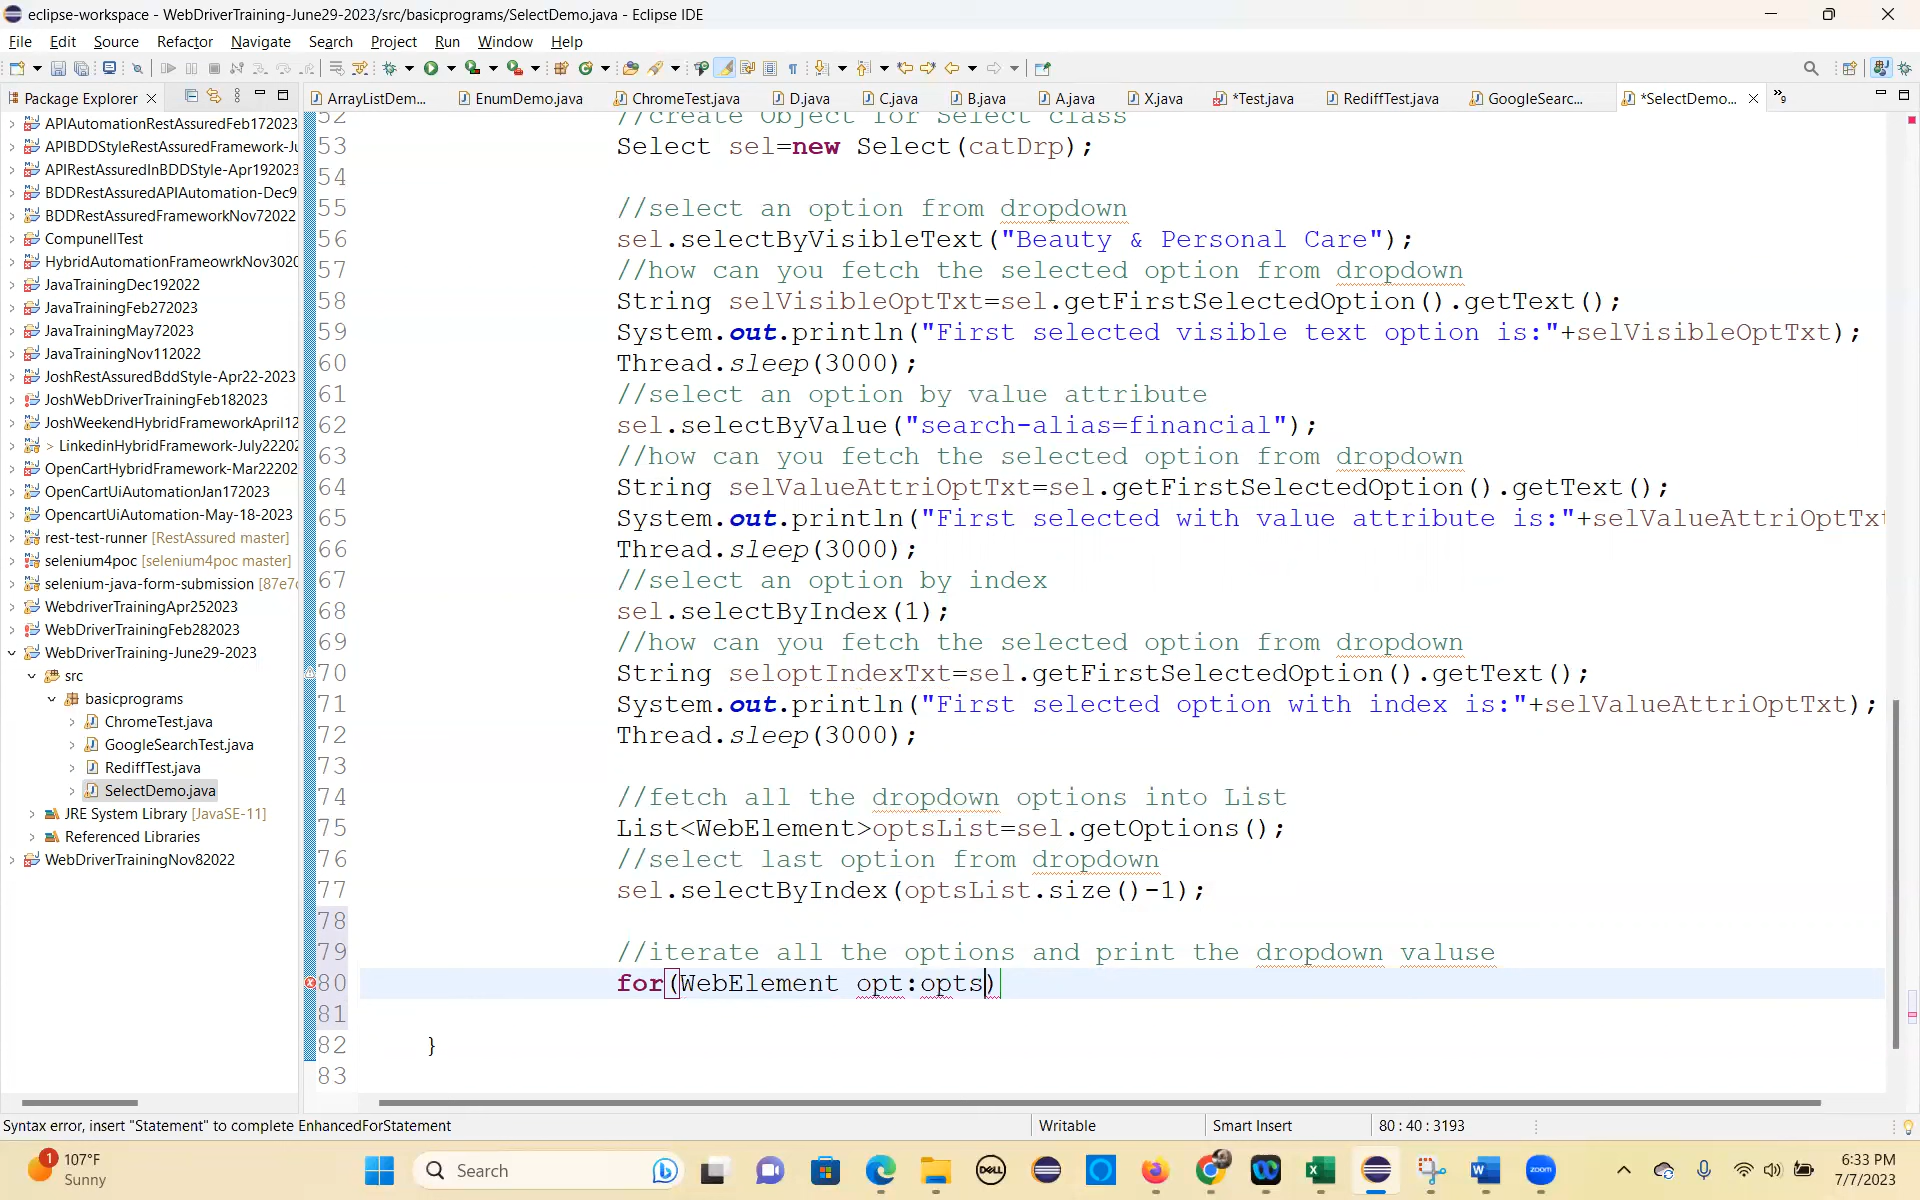 eclipse-workspace - WebDriverTraining-June29-2023/src/basicprograms/SelectDemo.java - Eclipse IDE
File Edit Source Refactor Navigate Search Project Run Window Help
Package Explorer
ArrayListDem... EnumDemo.java ChromeTest.java D.java C.java B.java A.java X.java *Test.java RediffTest.java GoogleSearc... *SelectDemo... »9
APIAutomationRestAssuredFeb172023
APIBDDStyleRestAssuredFramework-Ju
APIRestAssuredInBDDStyle-Apr192023
BDDRestAssuredAPIAutomation-Dec9
BDDRestAssuredFrameworkNov72022
CompunellTest
HybridAutomationFrameowrkNov3020
JavaTrainingDec192022
JavaTrainingFeb272023
JavaTrainingMay72023
JavaTrainingNov112022
JoshRestAssuredBddStyle-Apr22-2023
JoshWebDriverTrainingFeb182023
JoshWeekendHybridFrameworkApril12
> LinkedinHybridFramework-July2220
OpenCartHybridFramework-Mar22202
OpenCartUiAutomationJan172023
OpencartUiAutomation-May-18-2023
rest-test-runner [RestAssured master]
selenium4poc [selenium4poc master]
selenium-java-form-submission [87e7c
WebdriverTrainingApr252023
WebDriverTrainingFeb282023
WebDriverTraining-June29-2023
src
basicprograms
ChromeTest.java
GoogleSearchTest.java
RediffTest.java
SelectDemo.java
JRE System Library [JavaSE-11]
Referenced Libraries
WebDriverTrainingNov82022
52 //create Object for Select class
53 Select sel=new Select(catDrp);
54
55 //select an option from dropdown
56 sel.selectByVisibleText("Beauty & Personal Care");
57 //how can you fetch the selected option from dropdown
58 String selVisibleOptTxt=sel.getFirstSelectedOption().getText();
59 System.out.println("First selected visible text option is:"+selVisibleOptTxt);
60 Thread.sleep(3000);
61 //select an option by value attribute
62 sel.selectByValue("search-alias=financial");
63 //how can you fetch the selected option from dropdown
64 String selValueAttriOptTxt=sel.getFirstSelectedOption().getText();
65 System.out.println("First selected with value attribute is:"+selValueAttriOptTxt
66 Thread.sleep(3000);
67 //select an option by index
68 sel.selectByIndex(1);
69 //how can you fetch the selected option from dropdown
70 String seloptIndexTxt=sel.getFirstSelectedOption().getText();
71 System.out.println("First selected option with index is:"+selValueAttriOptTxt);
72 Thread.sleep(3000);
73
74 //fetch all the dropdown options into List
75 List<WebElement>optsList=sel.getOptions();
76 //select last option from dropdown
77 sel.selectByIndex(optsList.size()-1);
78
79 //iterate all the options and print the dropdown valuse
80 for(WebElement opt:opts)
81
82 }
83
Syntax error, insert "Statement" to complete EnhancedForStatement Writable Smart Insert 80 : 40 : 3193
1 107°F
Sunny
Search
DELL
zoom
6:33 PM
7/7/2023